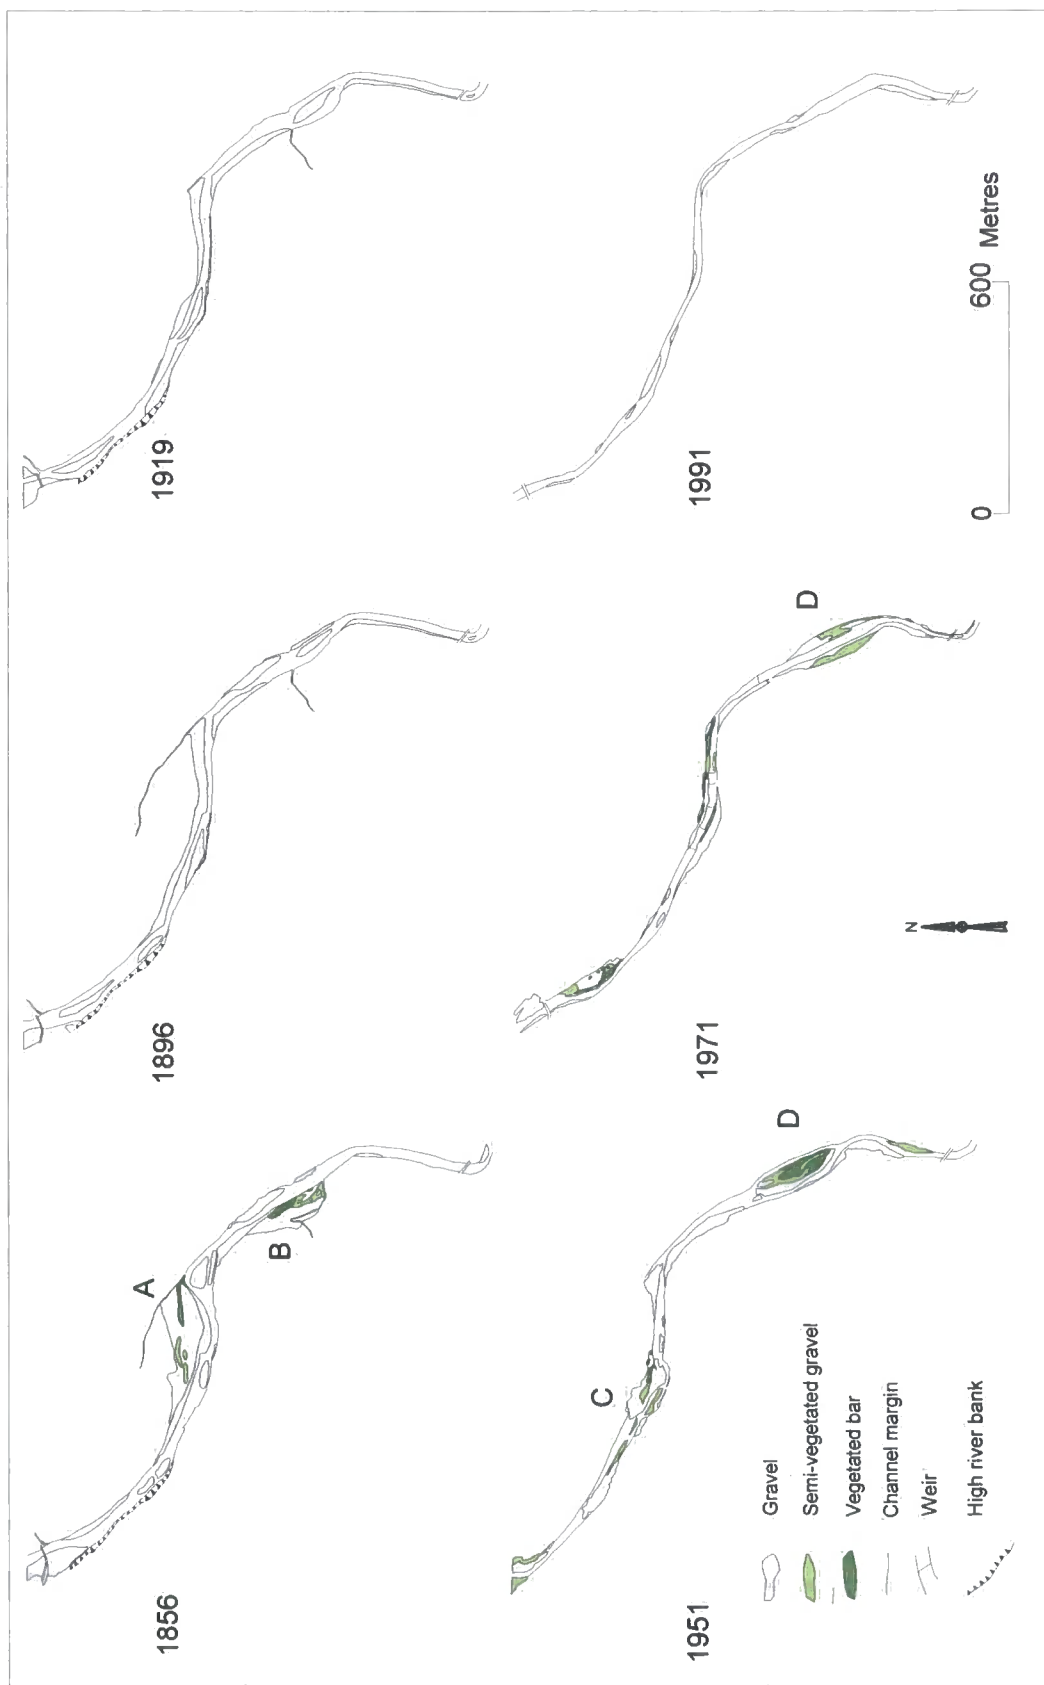 1856
A
B
1896
1919
1951
C
D
1971
D
1991
Gravel
Semi-vegetated gravel
Vegetated bar
Channel margin
Weir
High river bank
N
0 600 Metres